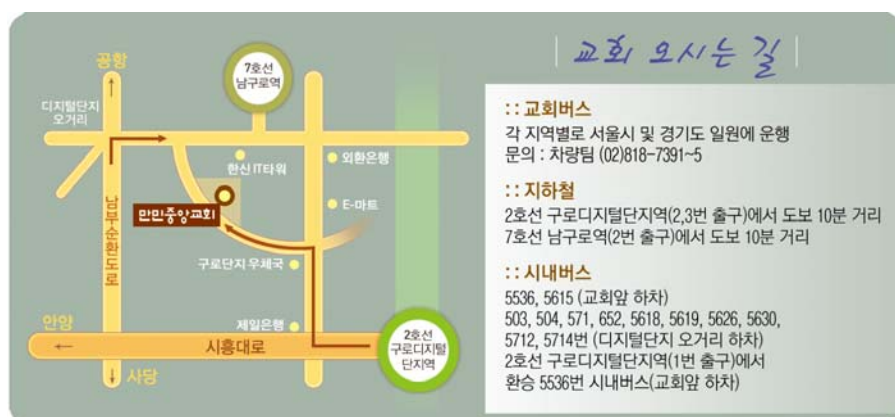 공항
디지털단지
오거리
7호선
남구로역
한신 IT타워
외환은행
E-마트
만민중앙교회
남부순환도로
구로단지 우체국
제일은행
안양
시흥대로
사당
2호선
구로디지털
단지역
교회 오시는 길
::교회버스
각 지역별로 서울시 및 경기도 일원에 운행
문의 : 차량팀 (02)818-7391~5
::지하철
2호선 구로디지털단지역(2,3번 출구)에서 도보 10분 거리
7호선 남구로역(2번 출구)에서 도보 10분 거리
::시내버스
5536, 5615 (교회앞 하차)
503, 504, 571, 652, 5618, 5619, 5626, 5630,
5712, 5714번 (디지털단지 오거리 하차)
2호선 구로디지털단지역(1번 출구)에서
환승 5536번 시내버스(교회앞 하차)